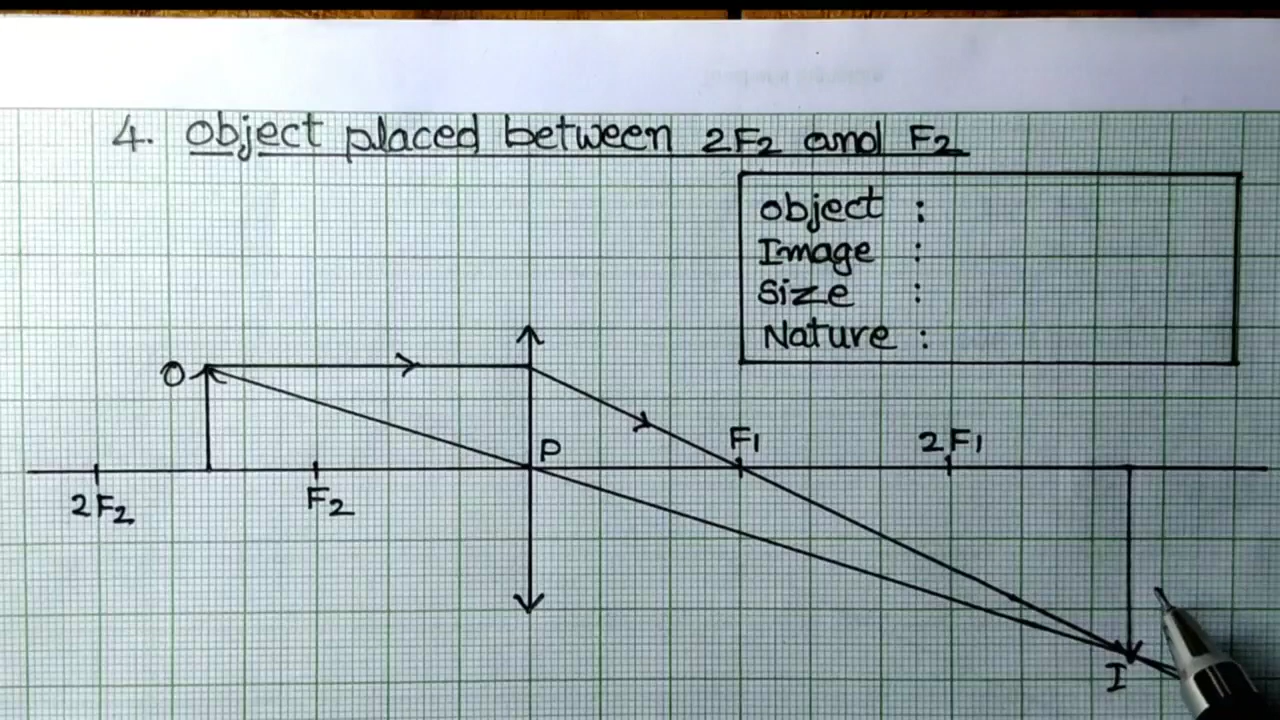 4. object placed between 2F2 and F2
object :
Image :
Size :
Nature :
O
P
F1
2F1
2F2
F2
I